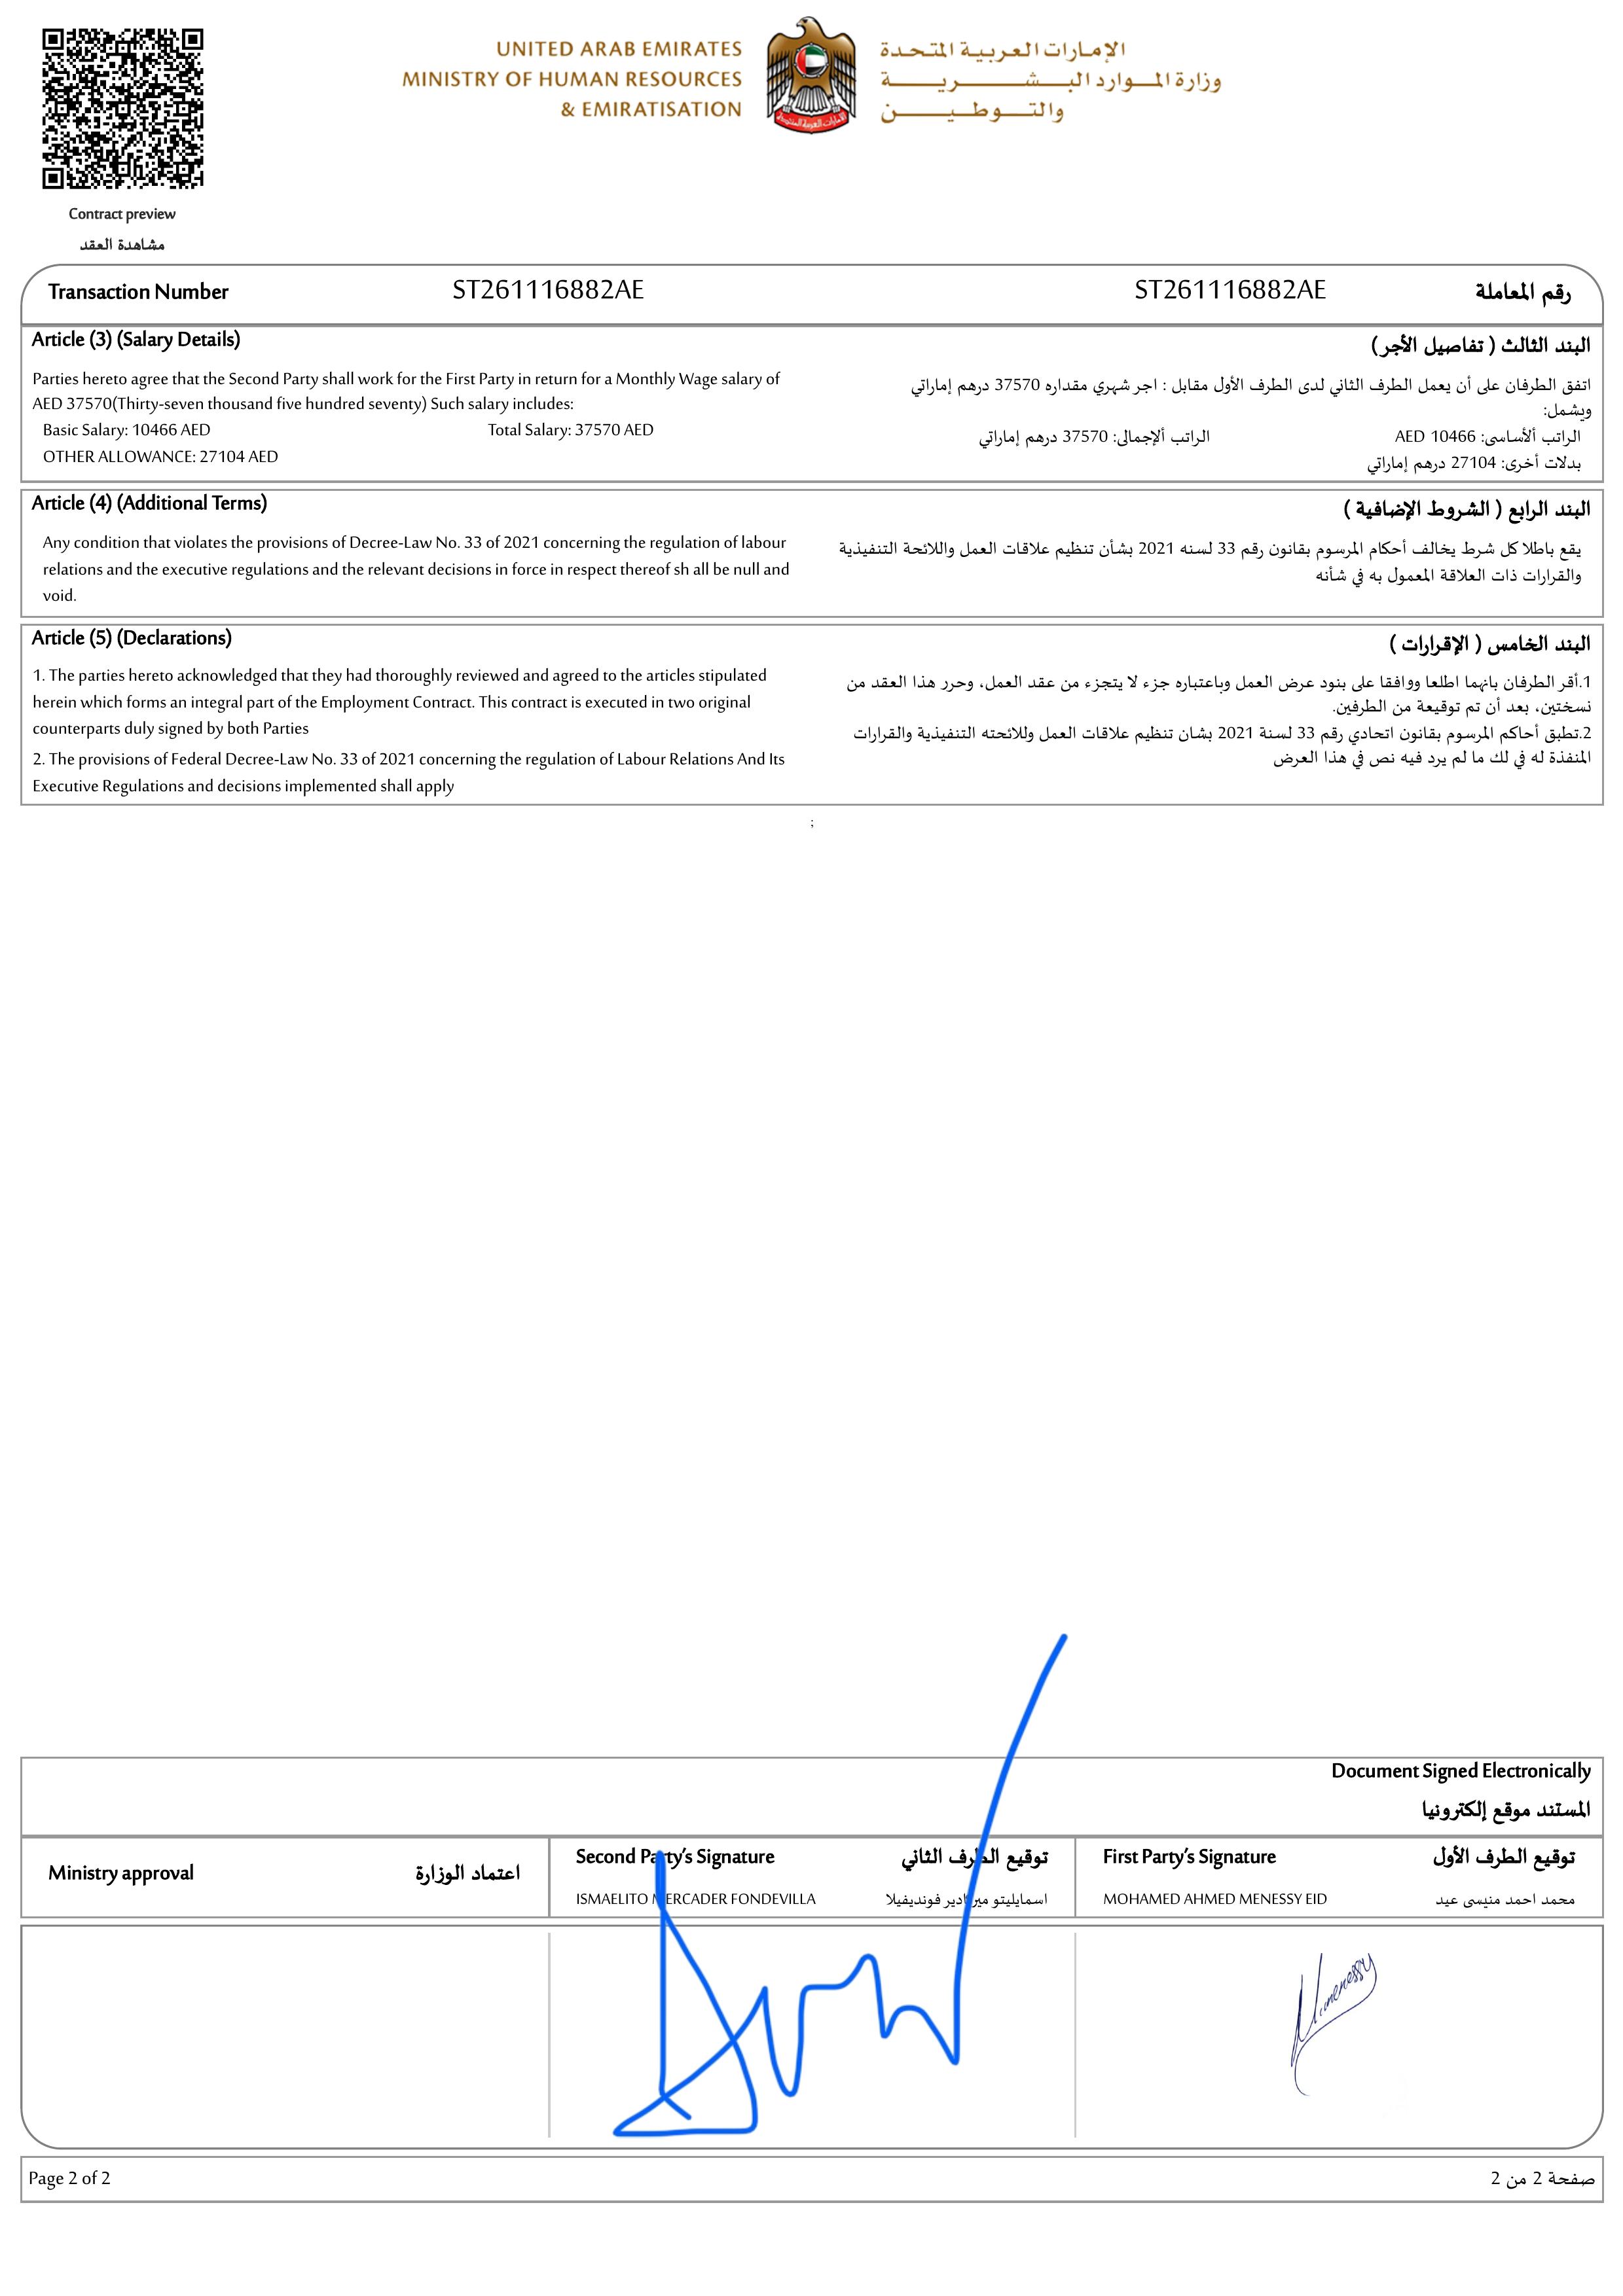 UNITED ARAB EMIRATES
MINISTRY OF HUMAN RESOURCES
& EMIRATISATION
الإمارات العربية المتحدة
وزارة الموارد البشرية
والتوطين
الامارات العربية المتحدة
Contract preview
مشاهدة العقد
Transaction Number ST261116882AE ST261116882AE رقم المعاملة
Article (3) (Salary Details)
Parties hereto agree that the Second Party shall work for the First Party in return for a Monthly Wage salary of
AED 37570(Thirty-seven thousand five hundred seventy) Such salary includes:
Basic Salary: 10466 AED Total Salary: 37570 AED
OTHER ALLOWANCE: 27104 AED
البند الثالث ( تفاصيل الأجر )
اتفق الطرفان على أن يعمل الطرف الثاني لدى الطرف الأول مقابل : اجر شهري مقداره 37570 درهم إماراتي
ويشمل:
الراتب ألأساسى: 10466 AED الراتب ألإجمالى: 37570 درهم إماراتي
بدلات أخرى: 27104 درهم إماراتي
Article (4) (Additional Terms)
Any condition that violates the provisions of Decree-Law No. 33 of 2021 concerning the regulation of labour
relations and the executive regulations and the relevant decisions in force in respect thereof sh all be null and
void.
البند الرابع ( الشروط الإضافية )
يقع باطلا كل شرط يخالف أحكام المرسوم بقانون رقم 33 لسنه 2021 بشأن تنظيم علاقات العمل واللائحة التنفيذية
والقرارات ذات العلاقة المعمول به في شأنه
Article (5) (Declarations)
1. The parties hereto acknowledged that they had thoroughly reviewed and agreed to the articles stipulated
herein which forms an integral part of the Employment Contract. This contract is executed in two original
counterparts duly signed by both Parties
2. The provisions of Federal Decree-Law No. 33 of 2021 concerning the regulation of Labour Relations And Its
Executive Regulations and decisions implemented shall apply
البند الخامس ( الإقرارات )
1.أقر الطرفان بانهما اطلعا ووافقا على بنود عرض العمل وباعتباره جزء لا يتجزء من عقد العمل، وحرر هذا العقد من
نسختين، بعد أن تم توقيعة من الطرفين.
2.تطبق أحاكم المرسوم بقانون اتحادي رقم 33 لسنة 2021 بشان تنظيم علاقات العمل وللائحته التنفيذية والقرارات
المنفذة له في لك ما لم يرد فيه نص في هذا العرض
;
Document Signed Electronically
المستند موقع إلكترونيا
Ministry approval اعتماد الوزارة
Second Party's Signature توقيع الطرف الثاني
ISMAELITO MERCADER FONDEVILLA اسمايليتو ميركادير فونديفيلا
First Party's Signature توقيع الطرف الأول
MOHAMED AHMED MENESSY EID محمد احمد منيسى عيد
Menessy
Page 2 of 2 صفحة 2 من 2